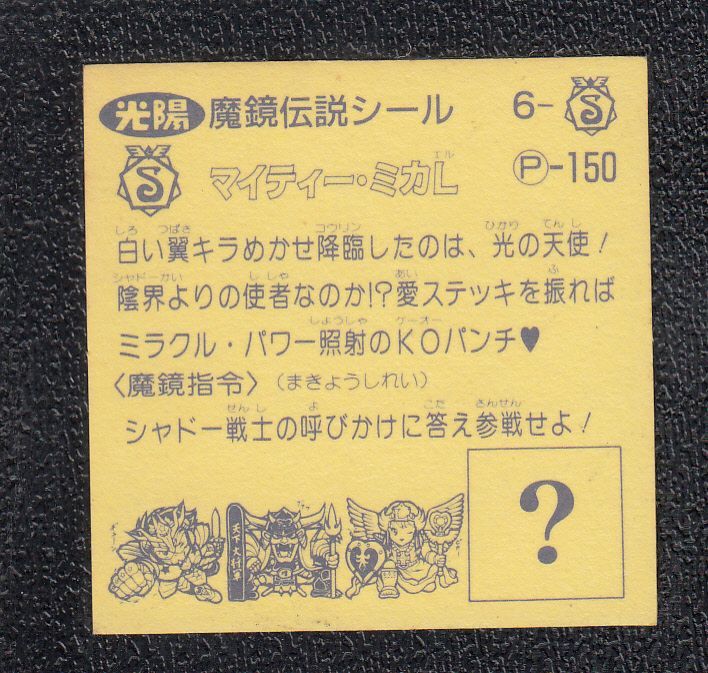 光陽 魔鏡伝説シール 6-S
S マイティー・ミカL Ⓟ-150
白い翼キラめかせ降臨したのは、光の天使！
陰界よりの使者なのか!?愛ステッキを振れば
ミラクル・パワー照射のKOパンチ♥
〈魔鏡指令〉（まきょうしれい）
シャドー戦士の呼びかけに答え参戦せよ！
?